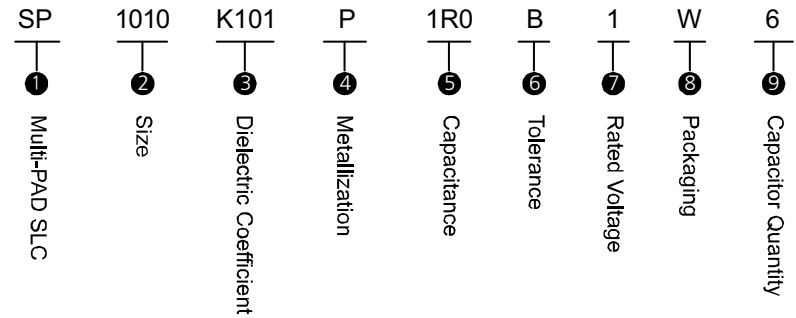 SP 1010 K101 P 1R0 B 1 W 6
1 2 3 4 5 6 7 8 9
Multi-PAD SLC
Size
Dielectric Coefficient
Metallization
Capacitance
Tolerance
Rated Voltage
Packaging
Capacitor Quantity